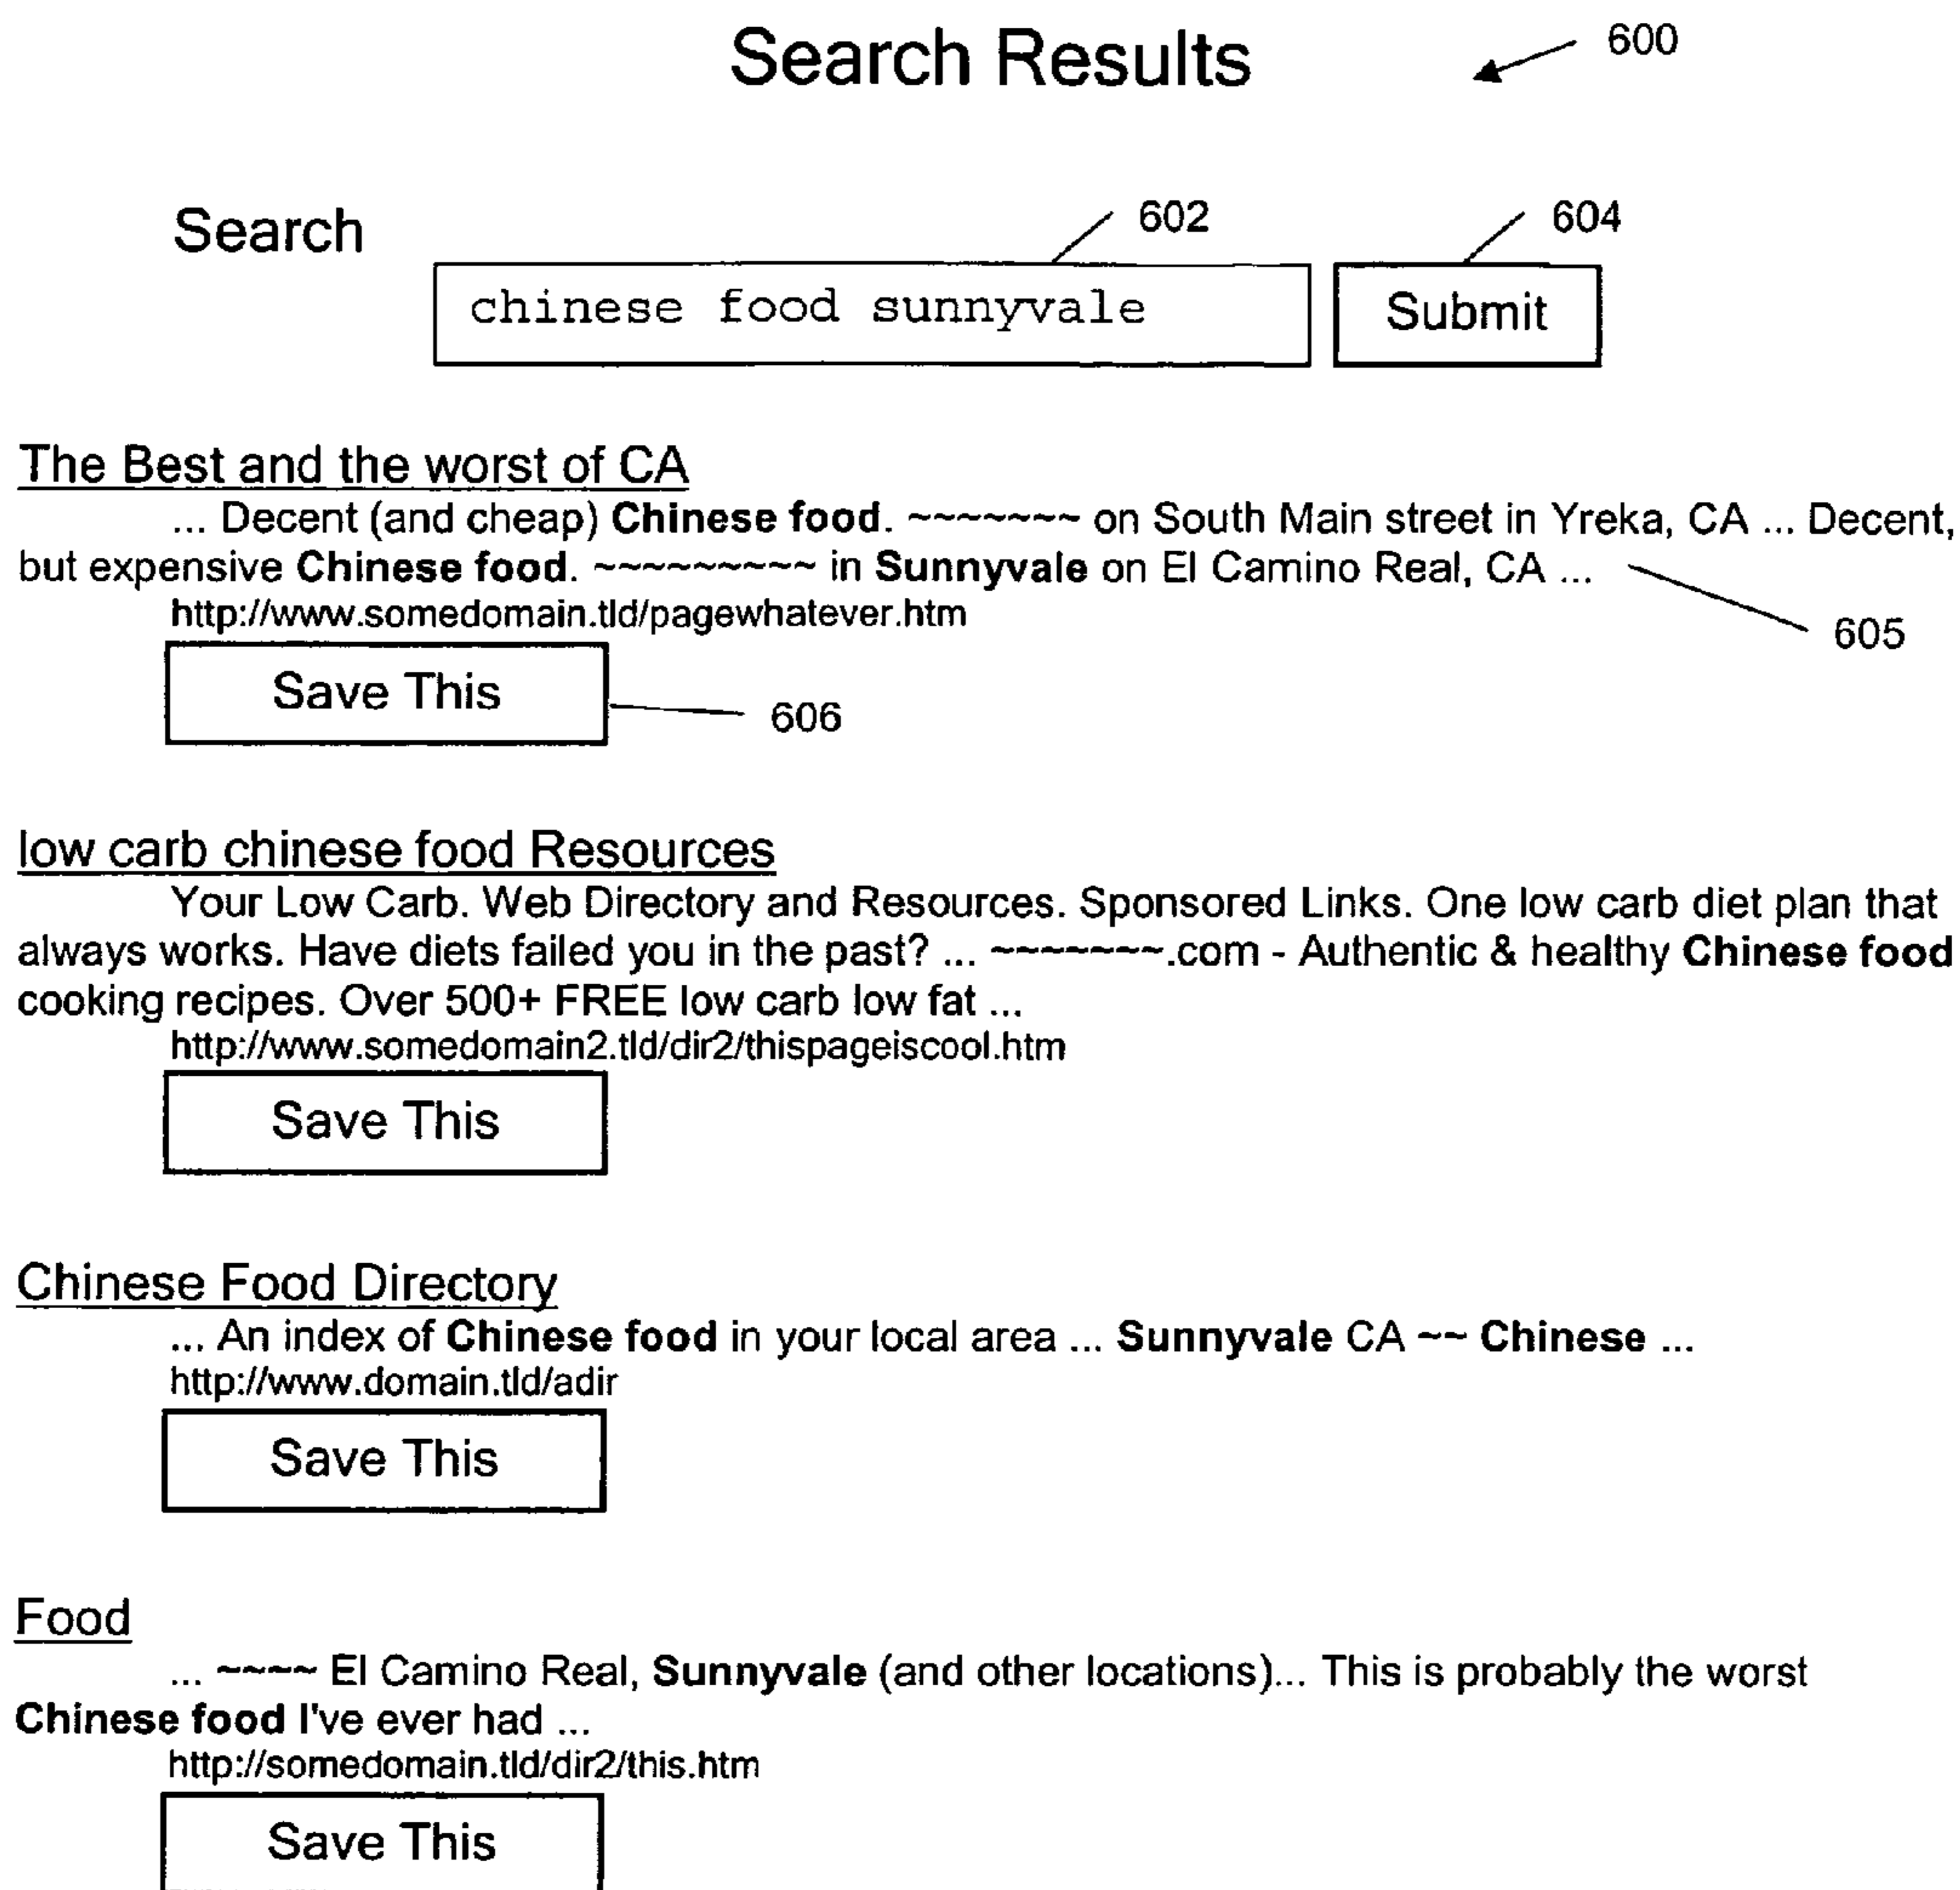 Search Results
600
Search
602
604
chinese food sunnyvale
Submit
The Best and the worst of CA
... Decent (and cheap) Chinese food. ~~~~~~~ on South Main street in Yreka, CA ... Decent,
but expensive Chinese food. ~~~~~~~~~ in Sunnyvale on El Camino Real, CA ...
http://www.somedomain.tld/pagewhatever.htm
605
Save This
606
low carb chinese food Resources
Your Low Carb. Web Directory and Resources. Sponsored Links. One low carb diet plan that
always works. Have diets failed you in the past? ... ~~~~~~~.com - Authentic & healthy Chinese food
cooking recipes. Over 500+ FREE low carb low fat ...
http://www.somedomain2.tld/dir2/thispageiscool.htm
Save This
Chinese Food Directory
... An index of Chinese food in your local area ... Sunnyvale CA ~~ Chinese ...
http://www.domain.tld/adir
Save This
Food
... ~~~~ El Camino Real, Sunnyvale (and other locations)... This is probably the worst
Chinese food I've ever had ...
http://somedomain.tld/dir2/this.htm
Save This